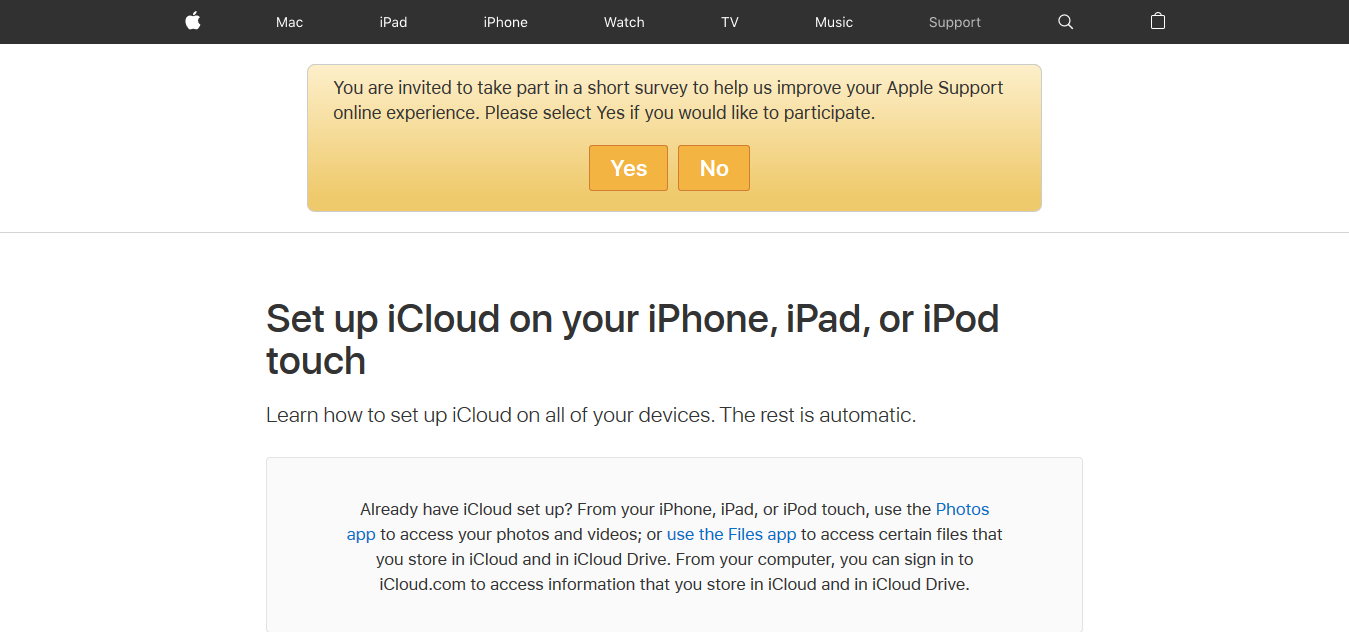 Mac iPad iPhone Watch TV Music Support
You are invited to take part in a short survey to help us improve your Apple Support
online experience. Please select Yes if you would like to participate.
Yes No
Set up iCloud on your iPhone, iPad, or iPod
touch
Learn how to set up iCloud on all of your devices. The rest is automatic.
Already have iCloud set up? From your iPhone, iPad, or iPod touch, use the Photos
app to access your photos and videos; or use the Files app to access certain files that
you store in iCloud and in iCloud Drive. From your computer, you can sign in to
iCloud.com to access information that you store in iCloud and in iCloud Drive.